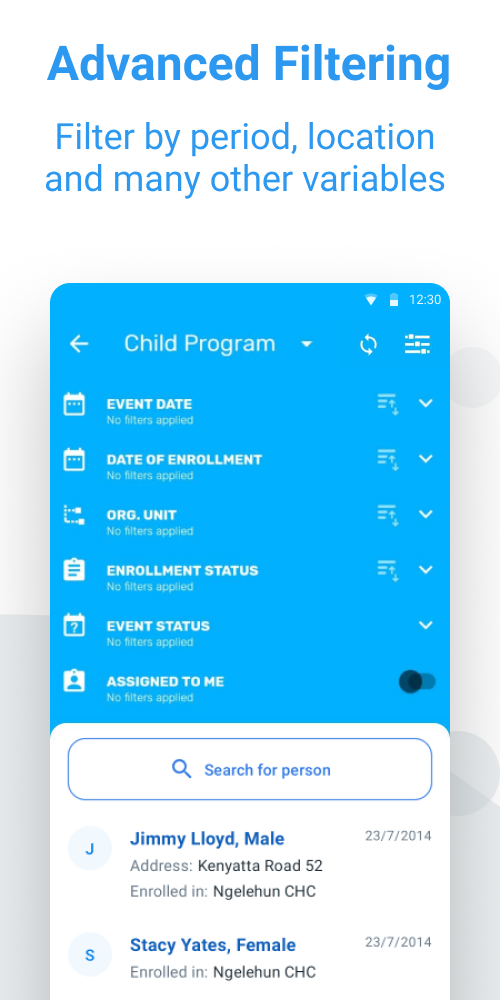 Advanced Filtering
Filter by period, location
and many other variables
12:30
Child Program
EVENT DATE
No filters applied
DATE OF ENROLLMENT
No filters applied
ORG. UNIT
No filters applied
ENROLLMENT STATUS
No filters applied
?
EVENT STATUS
No filters applied
ASSIGNED TO ME
No filters applied
Search for person
J
Jimmy Lloyd, Male 23/7/2014
Address: Kenyatta Road 52
Enrolled in: Ngelehun CHC
S
Stacy Yates, Female 23/7/2014
Enrolled in: Ngelehun CHC